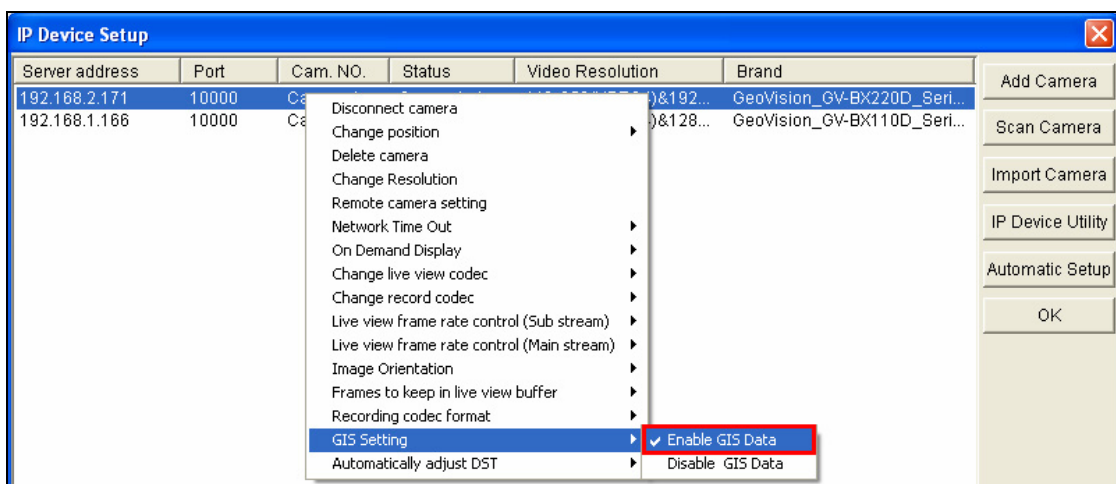 IP Device Setup
Server address Port Cam. NO. Status Video Resolution Brand
192.168.2.171 10000 )&192... GeoVision_GV-BX220D_Seri...
192.168.1.166 10000 )&128... GeoVision_GV-BX110D_Seri...
Disconnect camera
Change position
Delete camera
Change Resolution
Remote camera setting
Network Time Out
On Demand Display
Change live view codec
Change record codec
Live view frame rate control (Sub stream)
Live view frame rate control (Main stream)
Image Orientation
Frames to keep in live view buffer
Recording codec format
GIS Setting
Automatically adjust DST
Enable GIS Data
Disable GIS Data
Add Camera
Scan Camera
Import Camera
IP Device Utility
Automatic Setup
OK